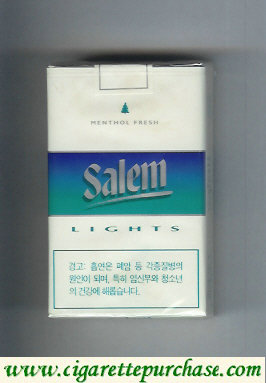 MENTHOL FRESH
Salem
LIGHTS
경고: 흡연은 폐암 등 각종질병의
원인이 되며, 특히 임신부와 청소년
의 건강에 해롭습니다.
www.cigarettepurchase.com